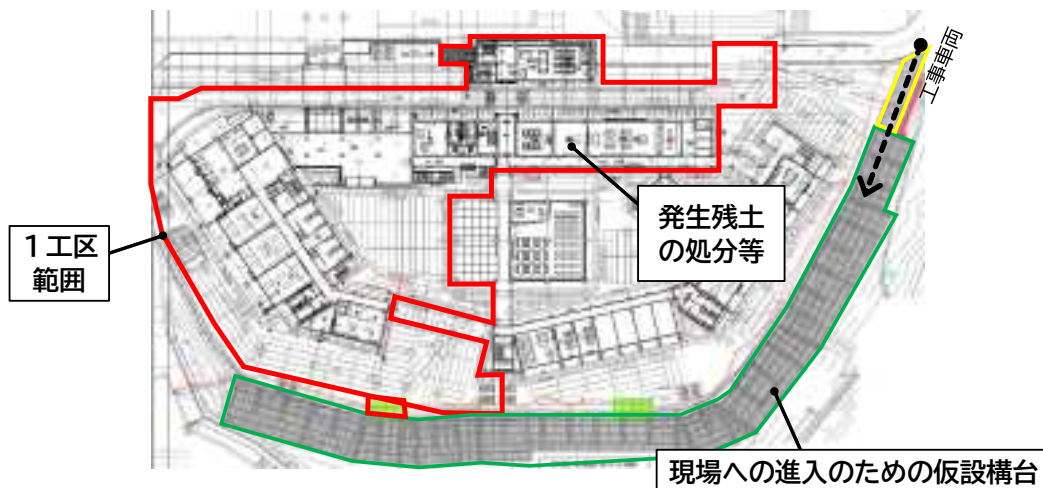 工事車両
発生残土
の処分等
１工区
範囲
現場への進入のための仮設構台